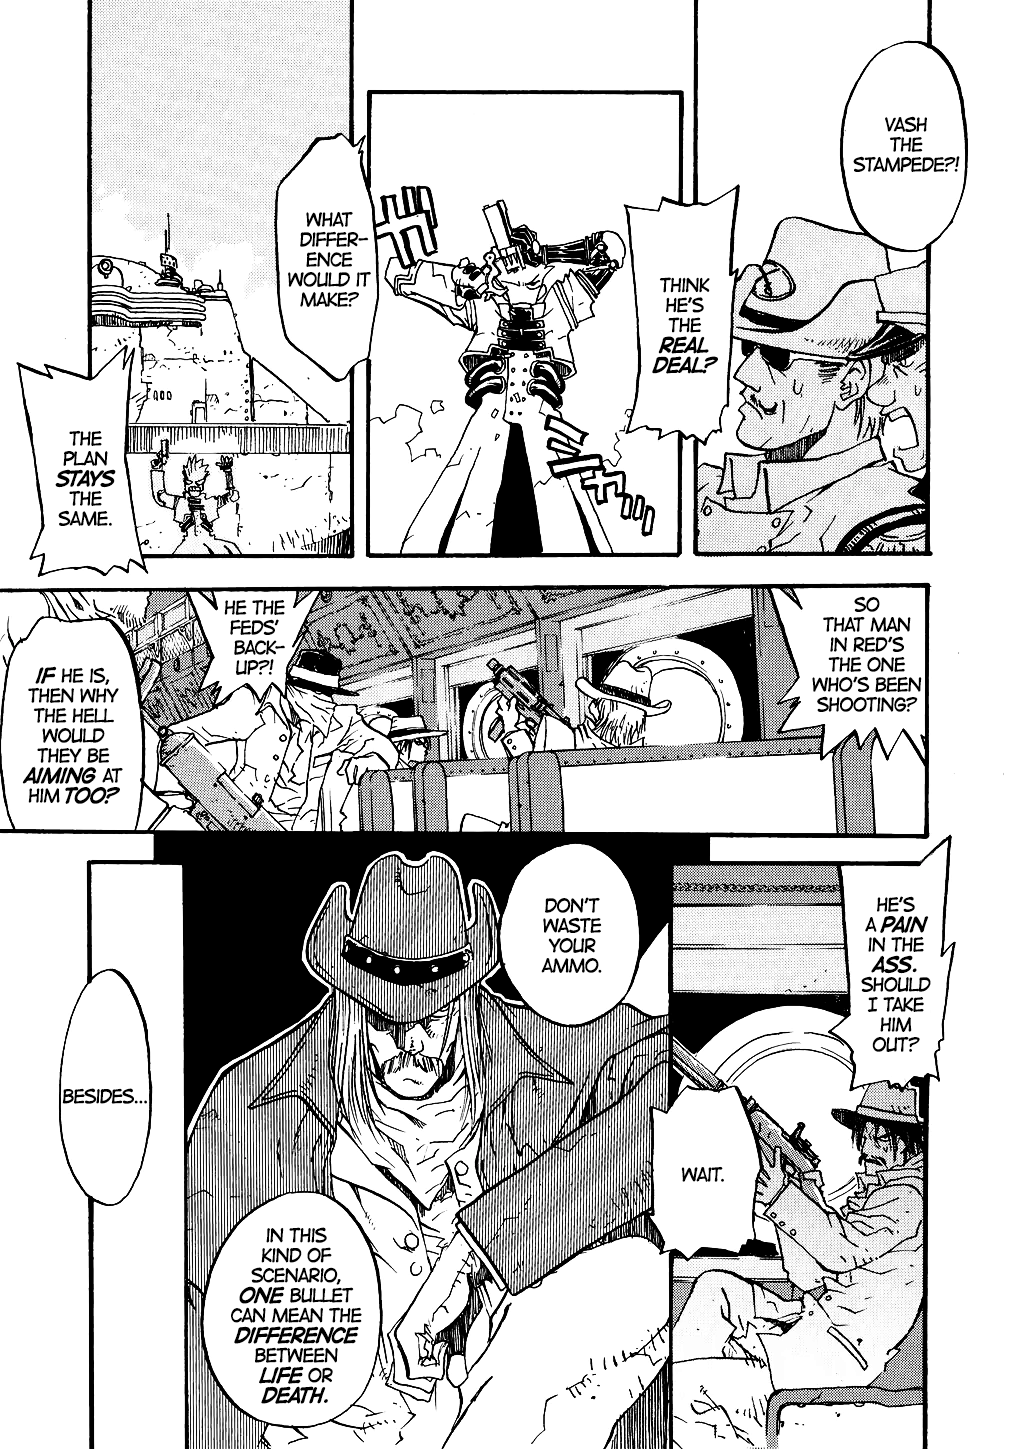 VASH
THE
STAMPEDE?!
THINK
HE'S
THE
REAL
DEAL?
WHAT
DIFFER-
ENCE
WOULD IT
MAKE?
THE
PLAN
STAYS
THE
SAME.
SO
THAT MAN
IN RED'S
THE ONE
WHO'S BEEN
SHOOTING?
HE THE
FEDS'
BACK-
UP?!
IF HE IS,
THEN WHY
THE HELL
WOULD
THEY BE
AIMING AT
HIM TOO?
HE'S
A PAIN
IN THE
ASS.
SHOULD
I TAKE
HIM
OUT?
WAIT.
DON'T
WASTE
YOUR
AMMO.
IN THIS
KIND OF
SCENARIO,
ONE BULLET
CAN MEAN THE
DIFFERENCE
BETWEEN
LIFE OR
DEATH.
BESIDES...